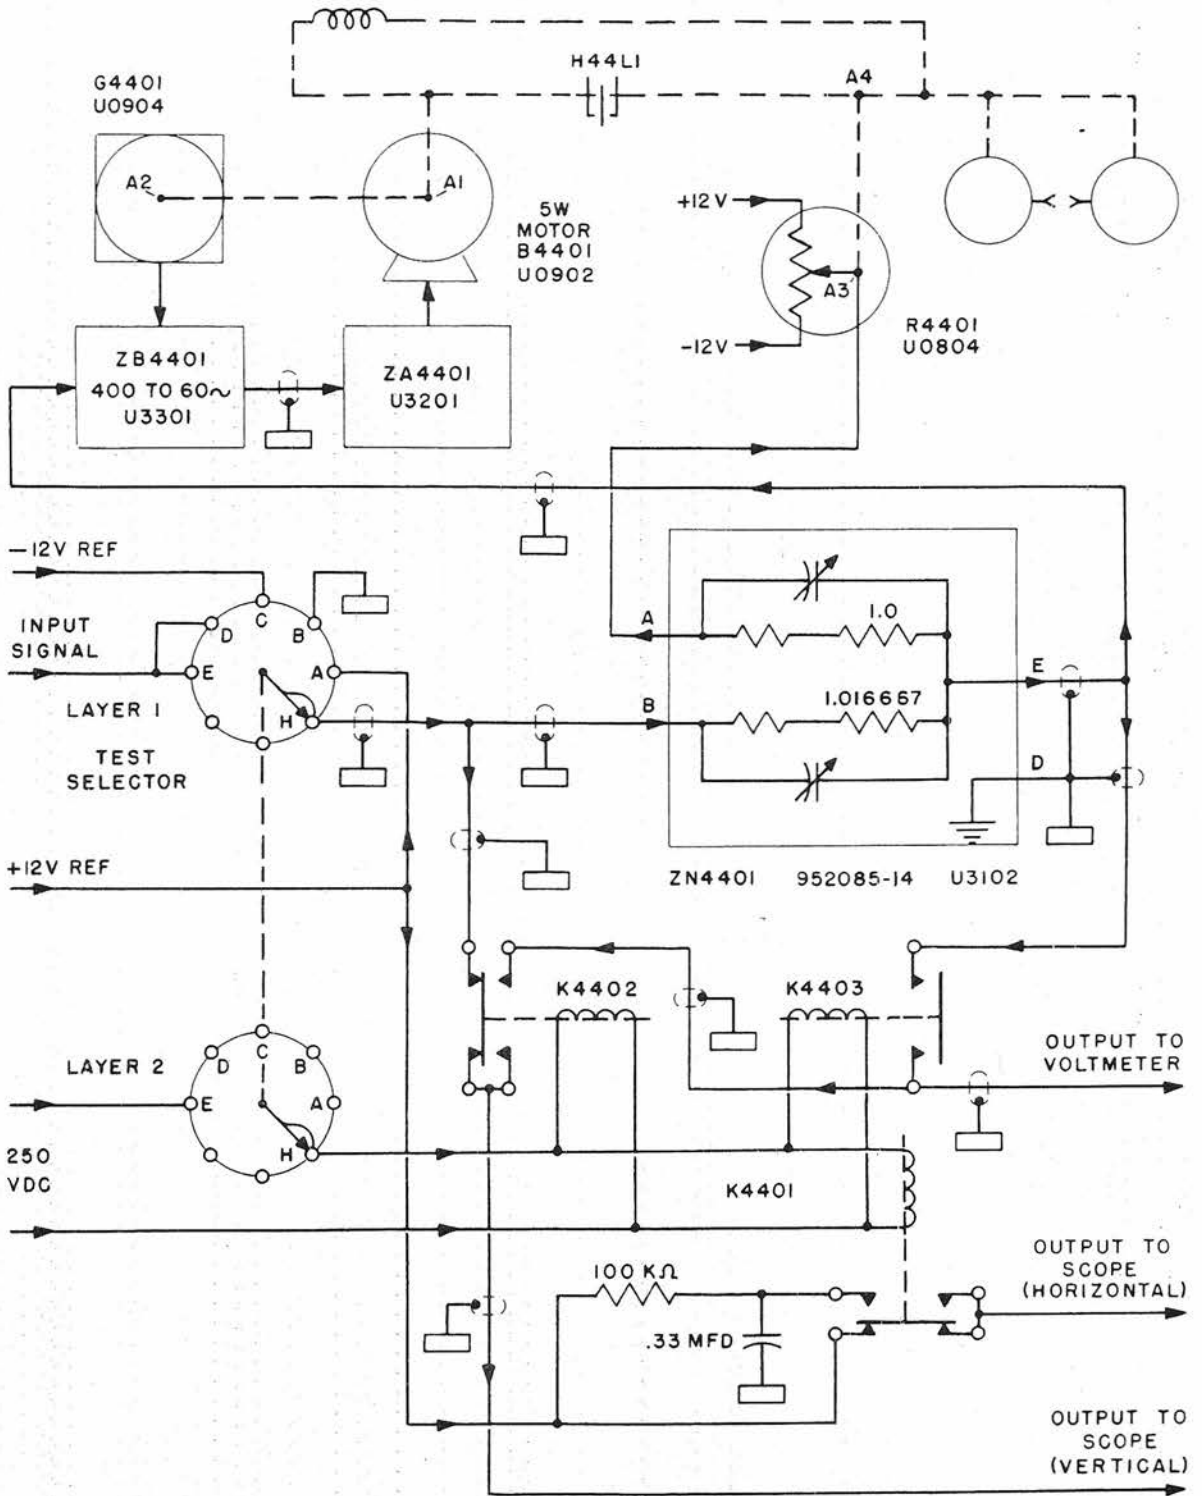 H44L1
A4
G4401
U0904
A2
A1
5W
MOTOR
B4401
U0902
+12V
A3
-12V
R4401
U0804
ZB4401
400 TO 60~
U3301
ZA4401
U3201
-12V REF
INPUT
SIGNAL
D
C
B
E
A
H
LAYER 1
TEST
SELECTOR
+12V REF
A
1.0
B
1.016667
E
D
ZN4401 952085-14 U3102
K4402
K4403
LAYER 2
D
C
B
E
A
H
250
VDC
OUTPUT TO
VOLTMETER
K4401
100 KΩ
.33 MFD
OUTPUT TO
SCOPE
(HORIZONTAL)
OUTPUT TO
SCOPE
(VERTICAL)